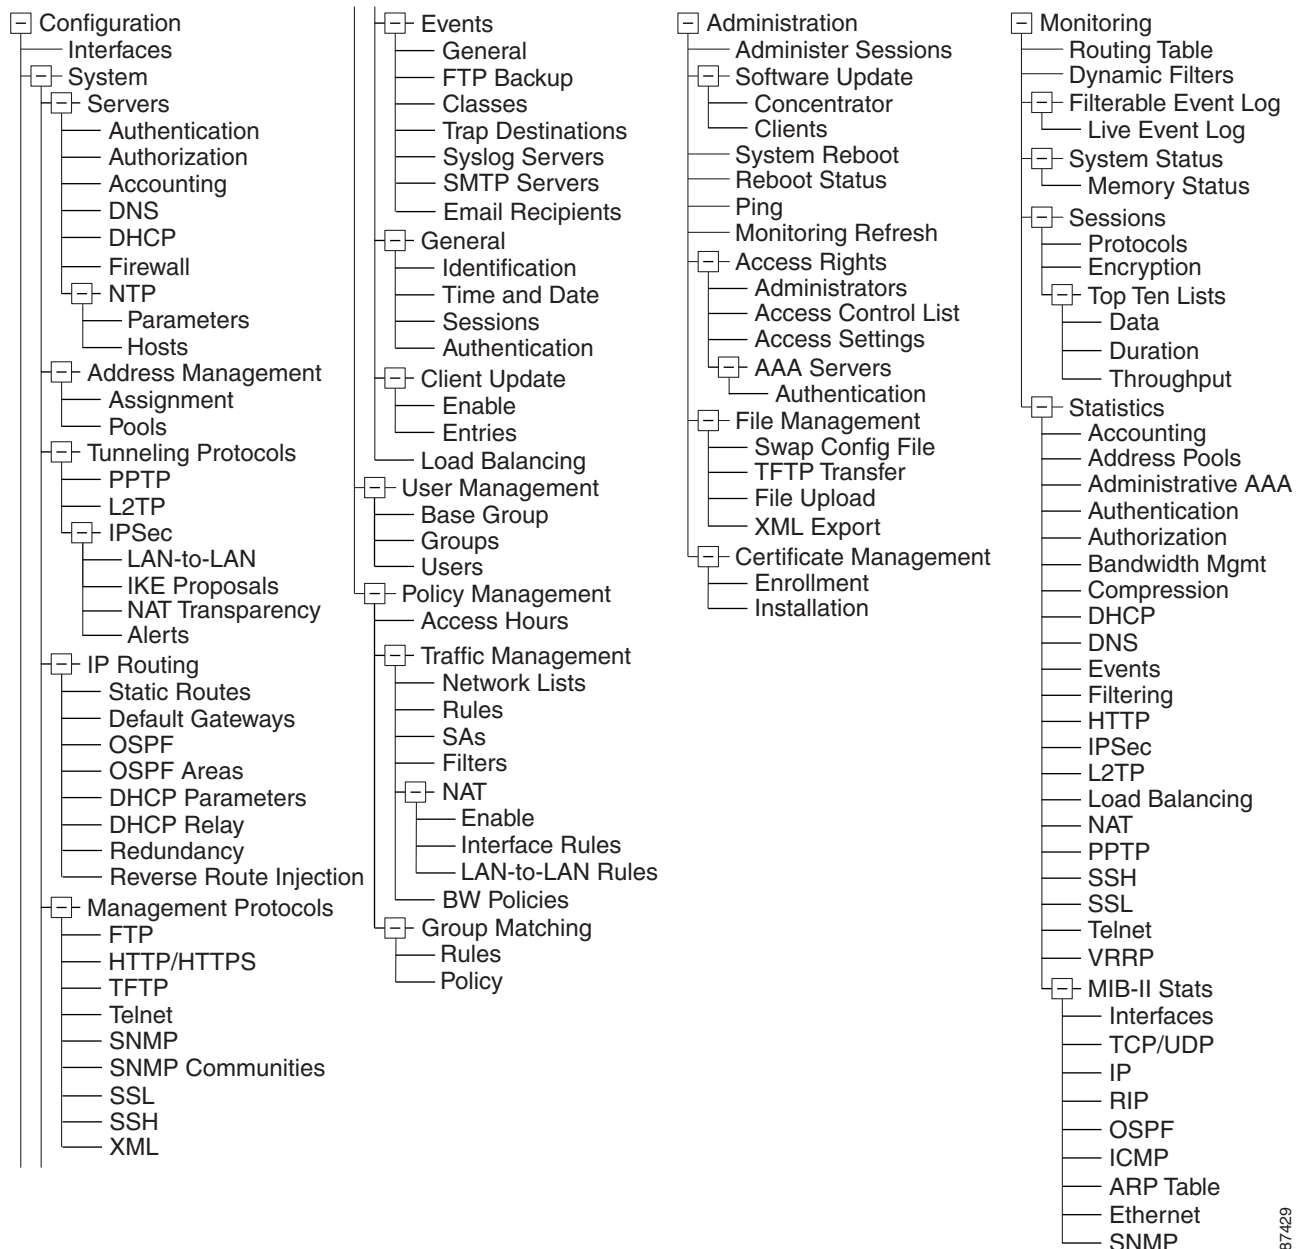 Configuration
Interfaces
System
Servers
Authentication
Authorization
Accounting
DNS
DHCP
Firewall
NTP
Parameters
Hosts
Address Management
Assignment
Pools
Tunneling Protocols
PPTP
L2TP
IPSec
LAN-to-LAN
IKE Proposals
NAT Transparency
Alerts
IP Routing
Static Routes
Default Gateways
OSPF
OSPF Areas
DHCP Parameters
DHCP Relay
Redundancy
Reverse Route Injection
Management Protocols
FTP
HTTP/HTTPS
TFTP
Telnet
SNMP
SNMP Communities
SSL
SSH
XML
Events
General
FTP Backup
Classes
Trap Destinations
Syslog Servers
SMTP Servers
Email Recipients
General
Identification
Time and Date
Sessions
Authentication
Client Update
Enable
Entries
Load Balancing
User Management
Base Group
Groups
Users
Policy Management
Access Hours
Traffic Management
Network Lists
Rules
SAs
Filters
NAT
Enable
Interface Rules
LAN-to-LAN Rules
BW Policies
Group Matching
Rules
Policy
Administration
Administer Sessions
Software Update
Concentrator
Clients
System Reboot
Reboot Status
Ping
Monitoring Refresh
Access Rights
Administrators
Access Control List
Access Settings
AAA Servers
Authentication
File Management
Swap Config File
TFTP Transfer
File Upload
XML Export
Certificate Management
Enrollment
Installation
Monitoring
Routing Table
Dynamic Filters
Filterable Event Log
Live Event Log
System Status
Memory Status
Sessions
Protocols
Encryption
Top Ten Lists
Data
Duration
Throughput
Statistics
Accounting
Address Pools
Administrative AAA
Authentication
Authorization
Bandwidth Mgmt
Compression
DHCP
DNS
Events
Filtering
HTTP
IPSec
L2TP
Load Balancing
NAT
PPTP
SSH
SSL
Telnet
VRRP
MIB-II Stats
Interfaces
TCP/UDP
IP
RIP
OSPF
ICMP
ARP Table
Ethernet
SNMP
87429